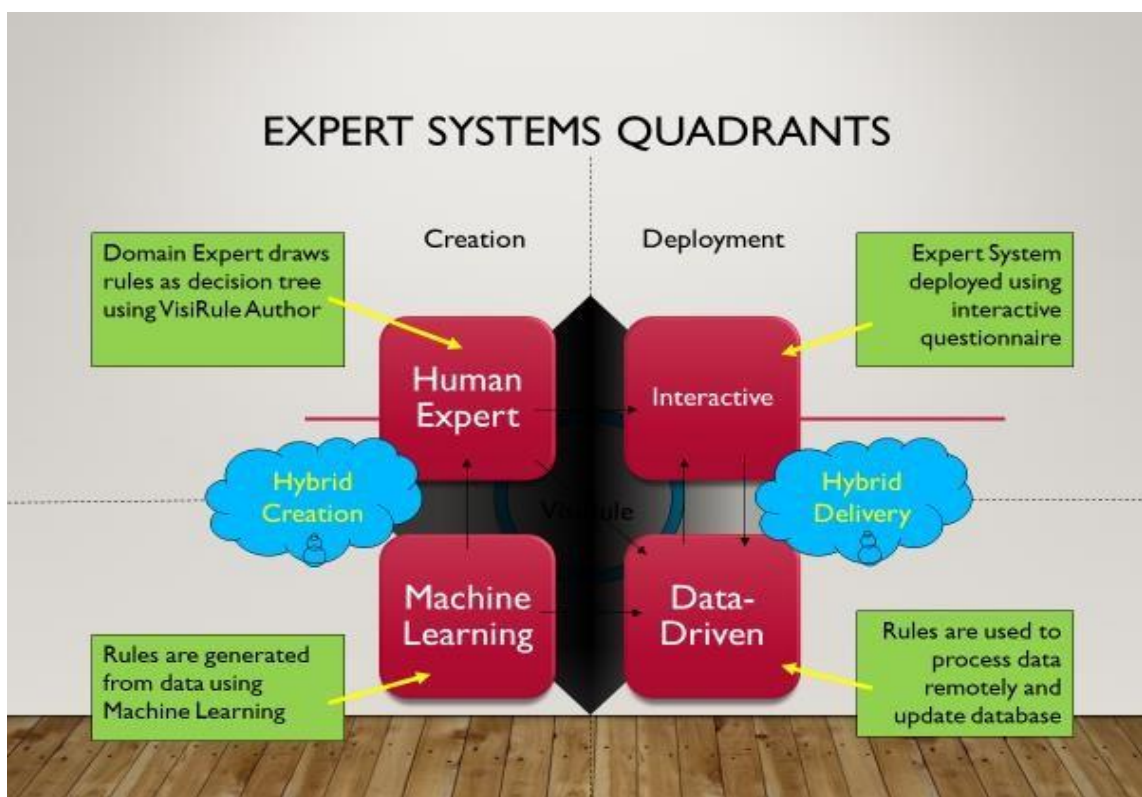 EXPERT SYSTEMS QUADRANTS
Creation
Deployment
Domain Expert draws
rules as decision tree
using VisiRule Author
Expert System
deployed using
interactive
questionnaire
Human
Expert
Interactive
Hybrid
Creation
VisiRule
Hybrid
Delivery
Machine
Learning
Data-
Driven
Rules are generated
from data using
Machine Learning
Rules are used to
process data
remotely and
update database